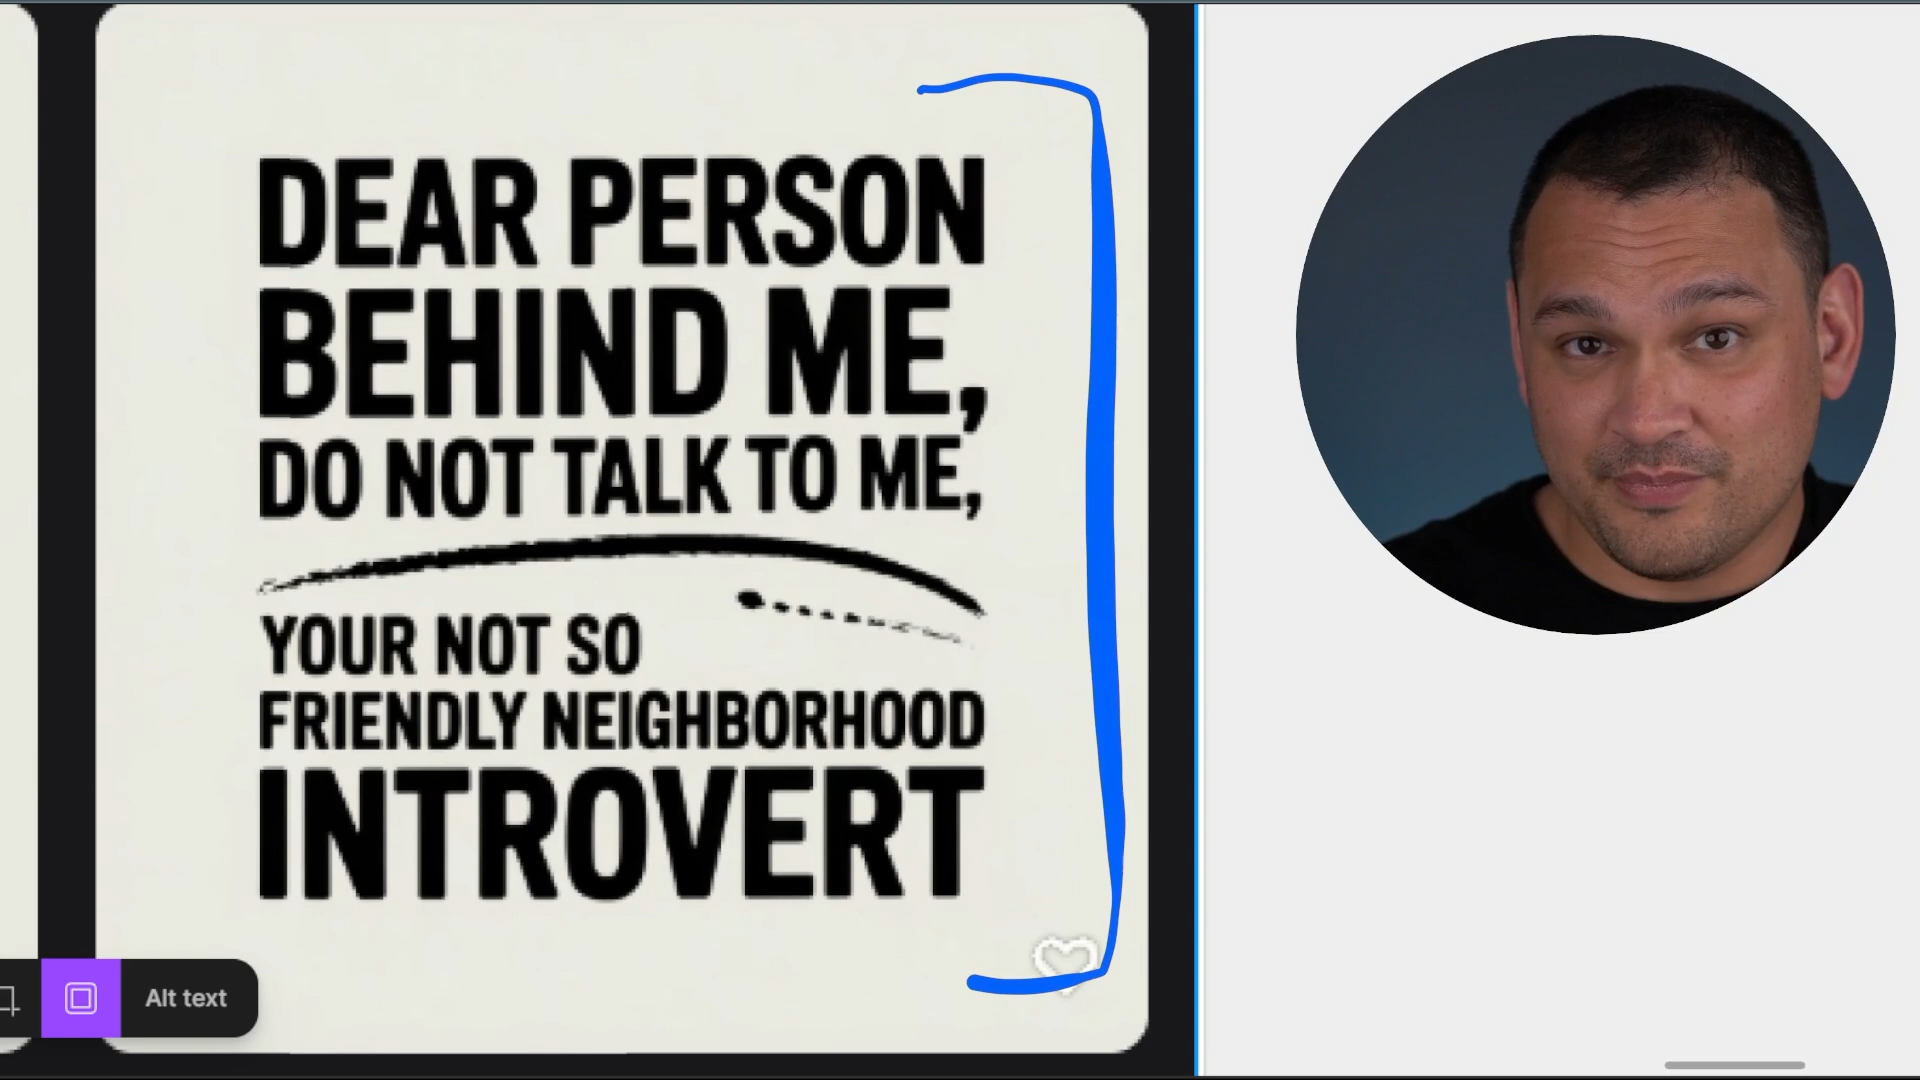 DEAR PERSON
BEHIND ME,
DO NOT TALK TO ME,
YOUR NOT SO
FRIENDLY NEIGHBORHOOD
INTROVERT
Alt text